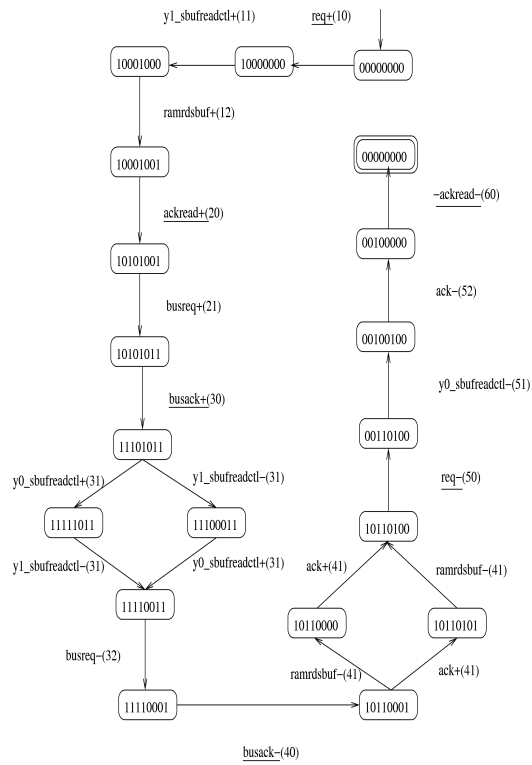 y1_sbufreadctl+(11)
req+(10)
10001000
10000000
00000000
ramrdsbuf+(12)
10001001
00000000
ackread+(20)
−ackread−(60)
10101001
00100000
busreq+(21)
ack−(52)
10101011
00100100
busack+(30)
y0_sbufreadctl−(51)
11101011
00110100
y0_sbufreadctl+(31)
y1_sbufreadctl−(31)
req−(50)
11111011
11100011
10110100
y1_sbufreadctl−(31)
y0_sbufreadctl+(31)
ack+(41)
ramrdsbuf−(41)
11110011
10110000
10110101
busreq−(32)
ramrdsbuf−(41)
ack+(41)
11110001
10110001
busack−(40)